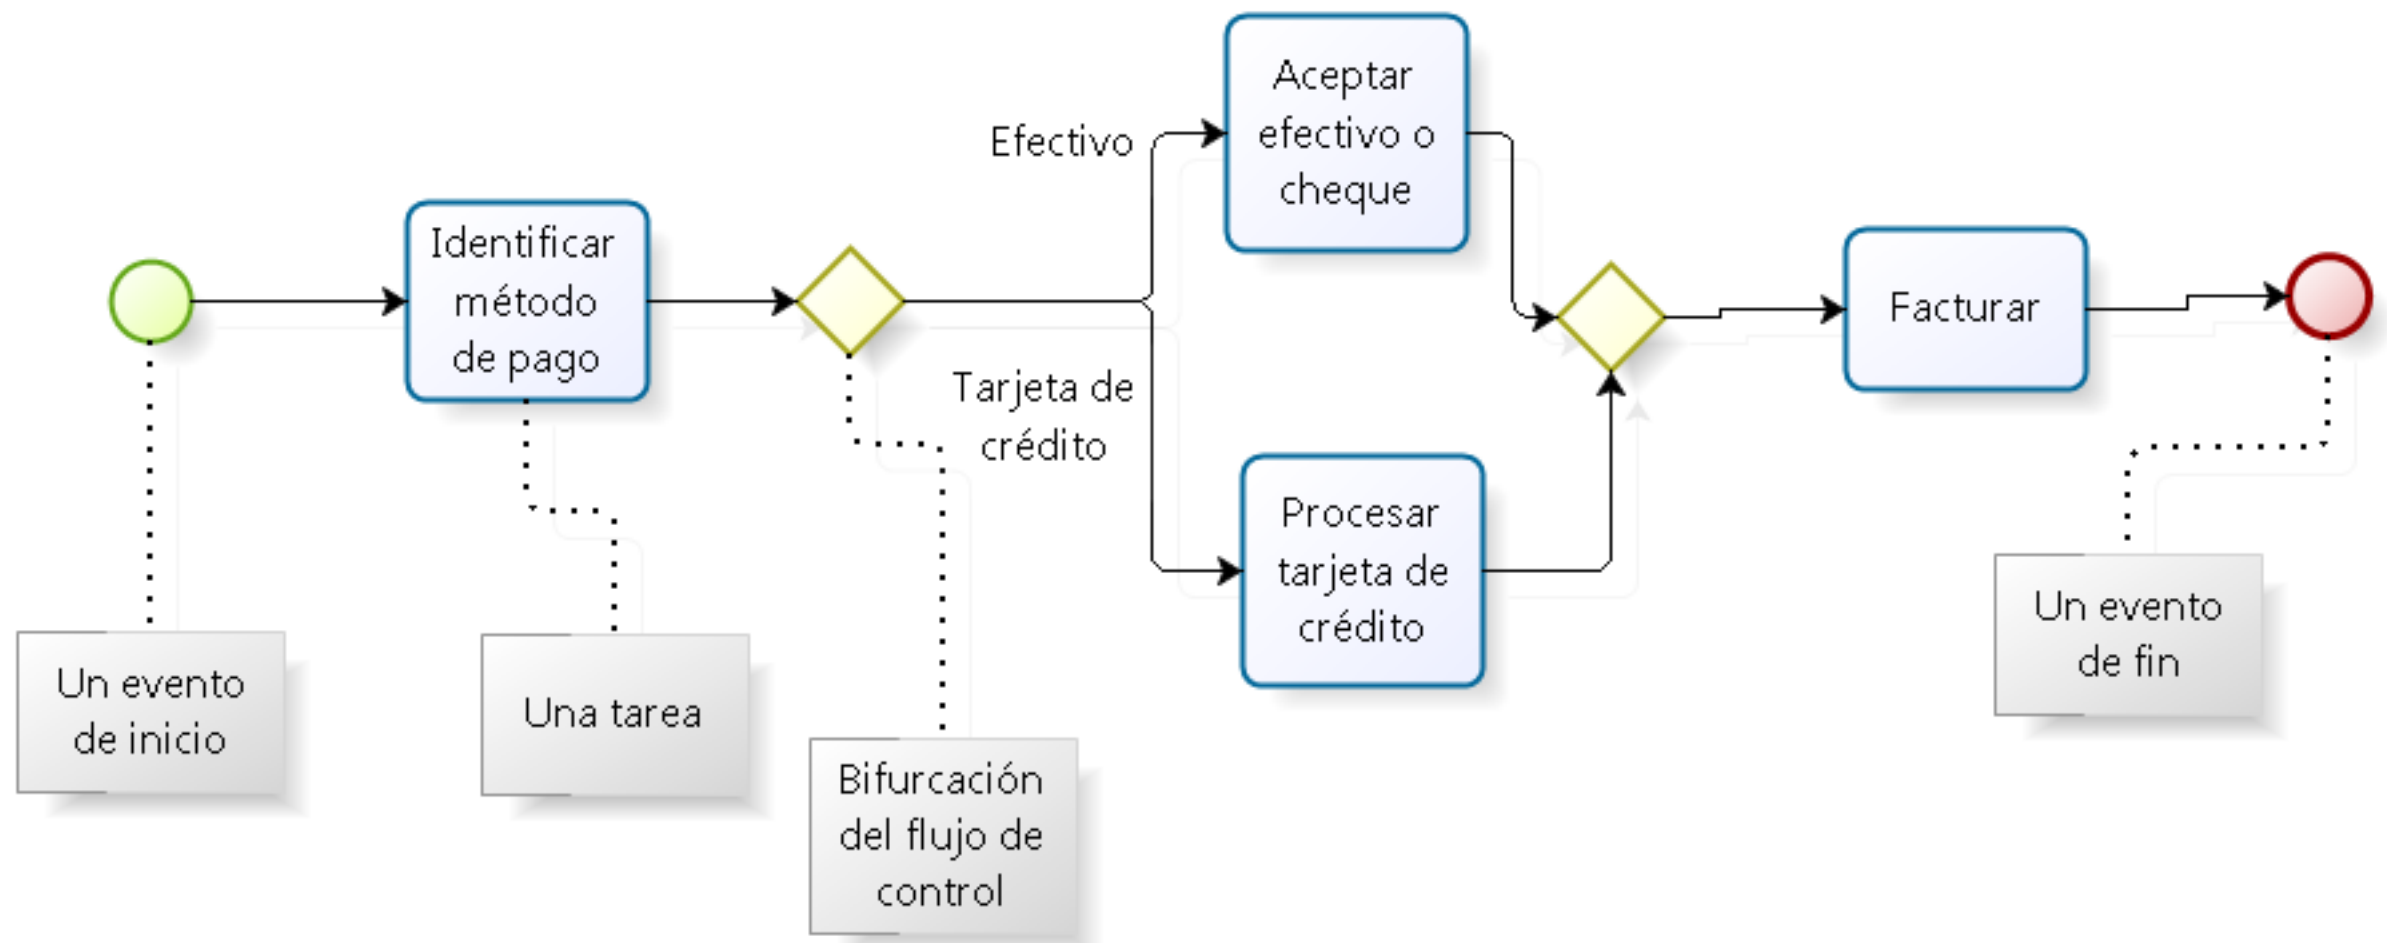 Identificar
método
de pago
Efectivo
Tarjeta de
crédito
Aceptar
efectivo o
cheque
Procesar
tarjeta de
crédito
Facturar
Un evento
de inicio
Una tarea
Bifurcación
del flujo de
control
Un evento
de fin